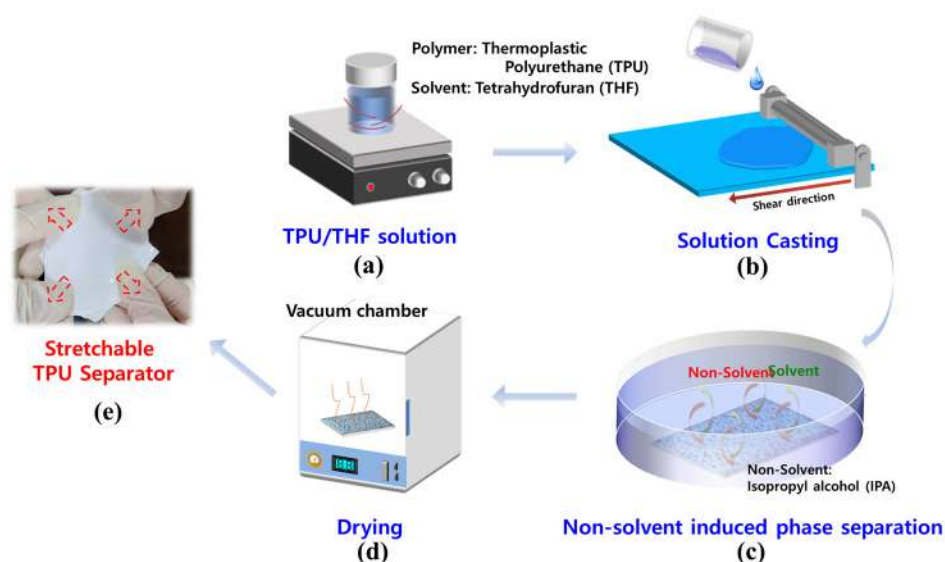 Polymer: Thermoplastic
Polyurethane (TPU)
Solvent: Tetrahydrofuran (THF)
TPU/THF solution
(a)
Shear direction
Solution Casting
(b)
Non-Solvent
Solvent
Non-Solvent:
Isopropyl alcohol (IPA)
Non-solvent induced phase separation
(c)
Vacuum chamber
Drying
(d)
Stretchable
TPU Separator
(e)